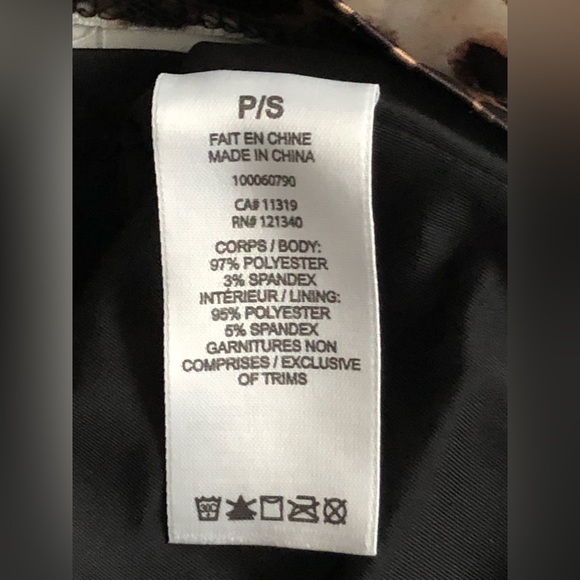 P/S
FAIT EN CHINE
MADE IN CHINA
100060790
CA# 11319
RN# 121340
CORPS / BODY:
97% POLYESTER
3% SPANDEX
INTÉRIEUR / LINING:
95% POLYESTER
5% SPANDEX
GARNITURES NON
COMPRISES / EXCLUSIVE
OF TRIMS
30C